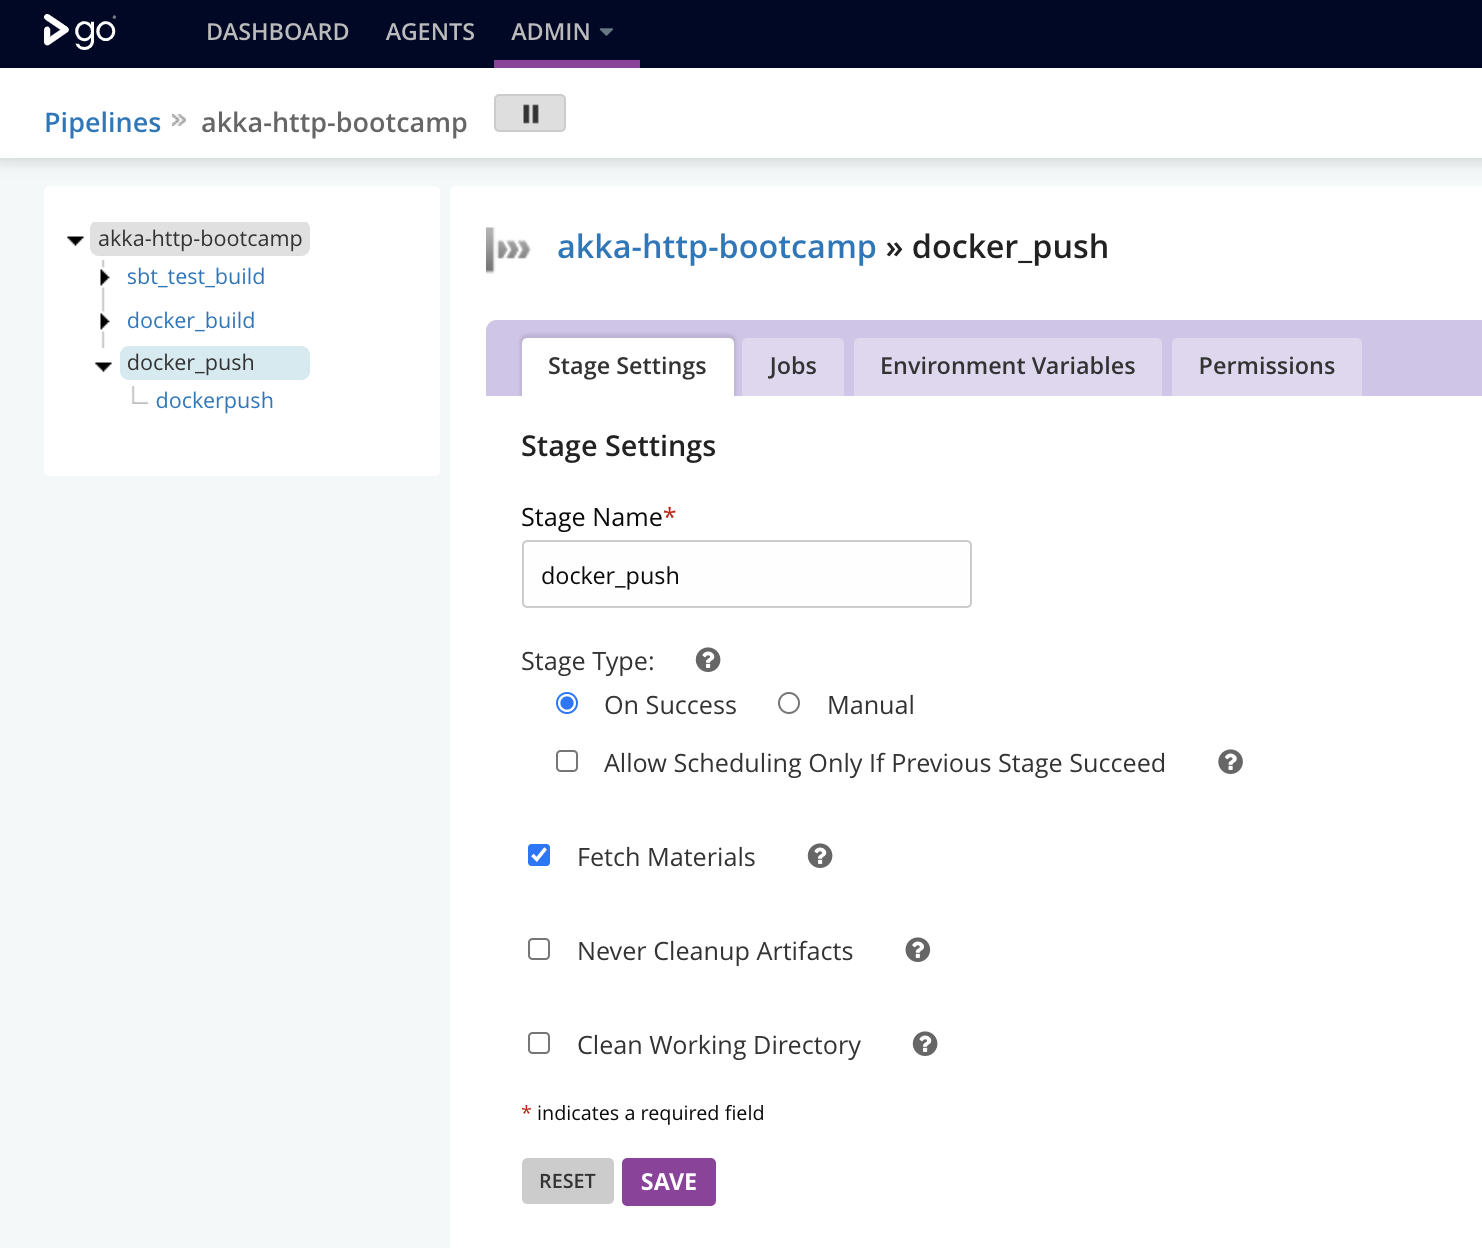 go DASHBOARD AGENTS ADMIN
Pipelines » akka-http-bootcamp
akka-http-bootcamp
sbt_test_build
docker_build
docker_push
dockerpush
akka-http-bootcamp » docker_push
Stage Settings Jobs Environment Variables Permissions
Stage Settings
Stage Name*
docker_push
Stage Type: ?
On Success Manual
Allow Scheduling Only If Previous Stage Succeed ?
Fetch Materials ?
Never Cleanup Artifacts ?
Clean Working Directory ?
* indicates a required field
RESET SAVE